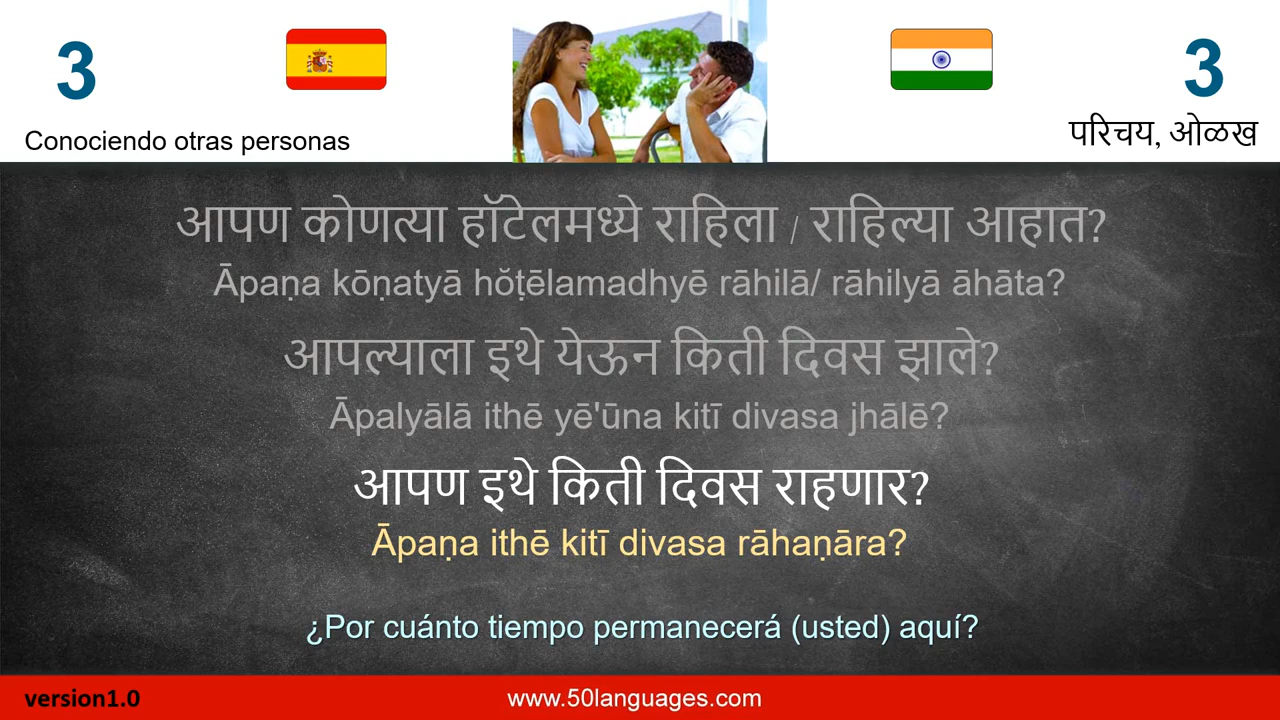 3
3
Conociendo otras personas
परिचय, ओळख
आपण कोणत्या हॉटेलमध्ये राहिला / राहिल्या आहात?
Āpaṇa kōṇatyā hŏṭēlamadhyē rāhilā/ rāhilyā āhāta?
आपल्याला इथे येऊन किती दिवस झाले?
Āpalyālā ithē yē'ūna kitī divasa jhālē?
आपण इथे किती दिवस राहणार?
Āpaṇa ithē kitī divasa rāhaṇāra?
¿Por cuánto tiempo permanecerá (usted) aquí?
version1.0
www.50languages.com